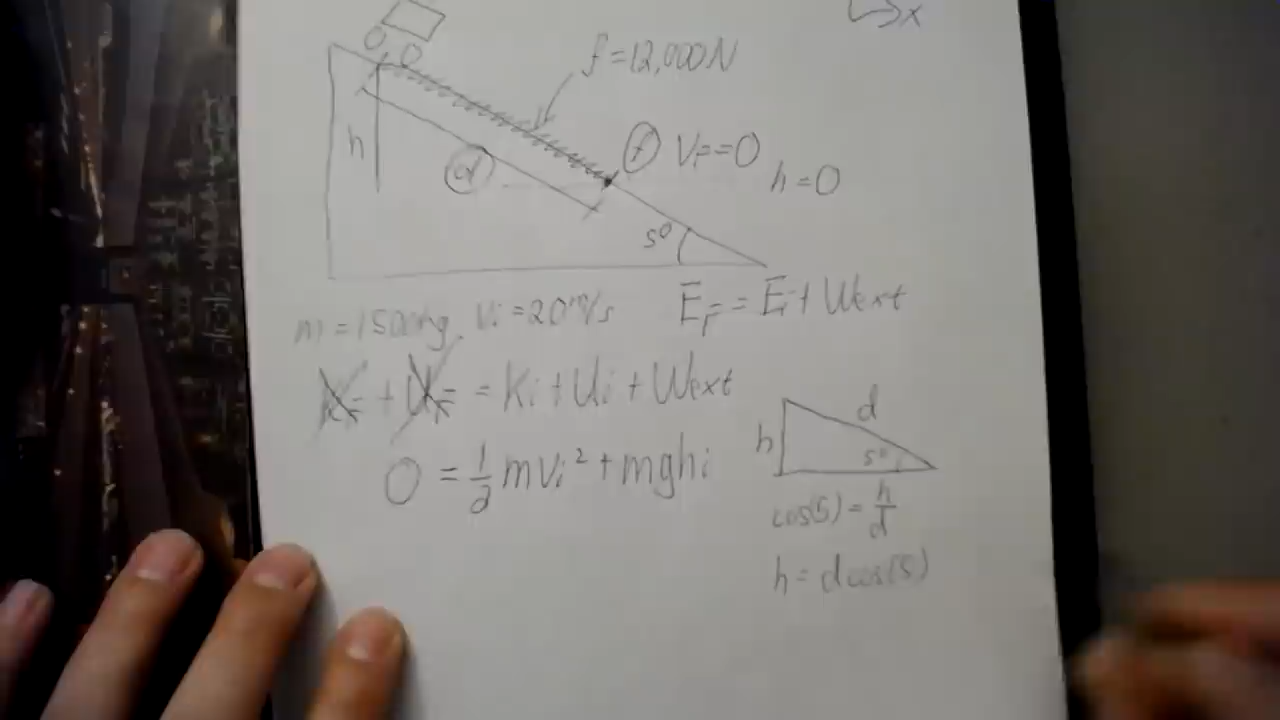 x
f=12,000N
h
d
f VF=0
h=0
5°
m=1500kg Vi=20m/s EF=Ei+Wext
KF+UF=Ki+Ui+Wext
d
h
5°
0=1/2mvi²+mghi
cos(5)=h/d
h=dcos(5)